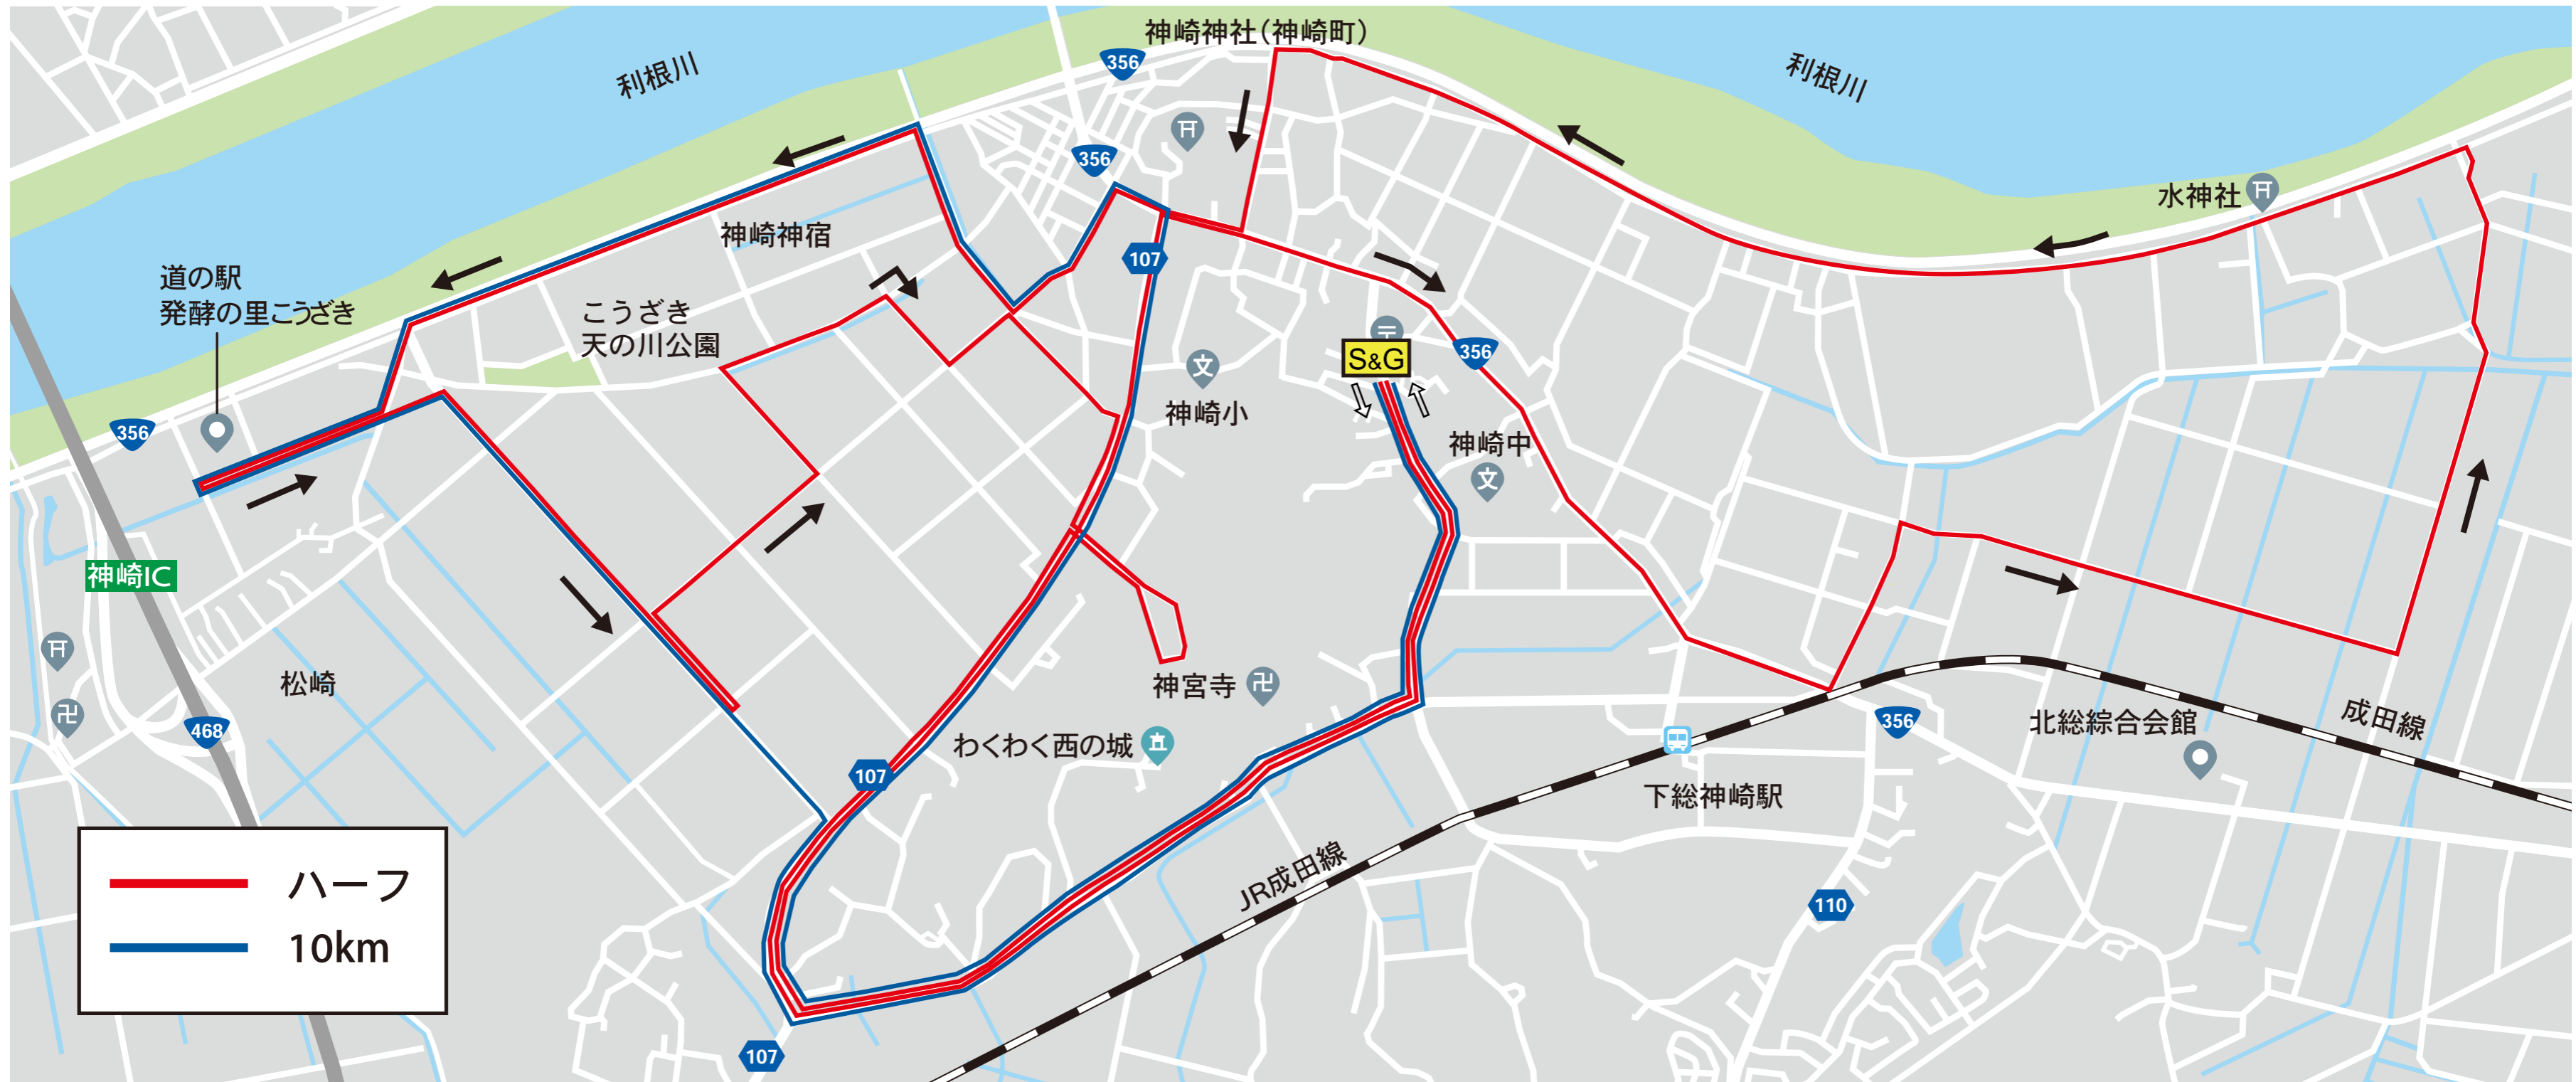 神崎神社(神崎町)
356
利根川
利根川
356
水神社
神崎神宿
107
道の駅
発酵の里こうざき
こうざき
天の川公園
S&G
356
神崎小
356
神崎中
神崎IC
松崎
神宮寺
468
わくわく西の城
356
北総綜合会館
成田線
107
下総神崎駅
JR成田線
110
ハーフ
10km
107